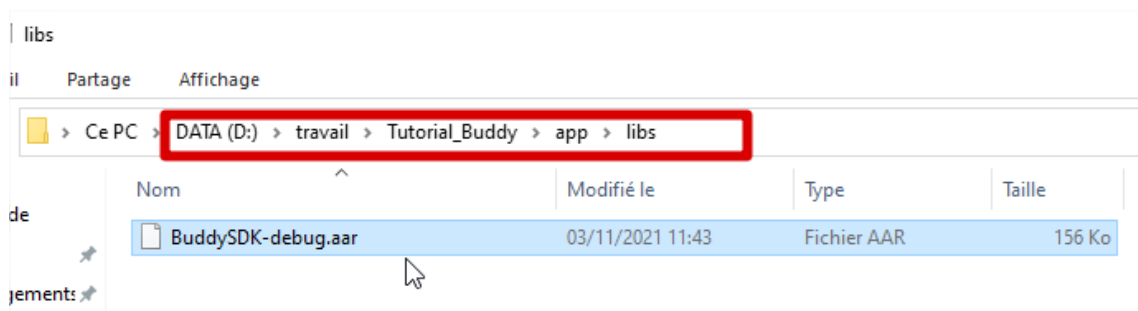 libs
il Partage Affichage
> Ce PC > DATA (D:) > travail > Tutorial_Buddy > app > libs
Nom Modifié le Type Taille
de
BuddySDK-debug.aar 03/11/2021 11:43 Fichier AAR 156 Ko
gements